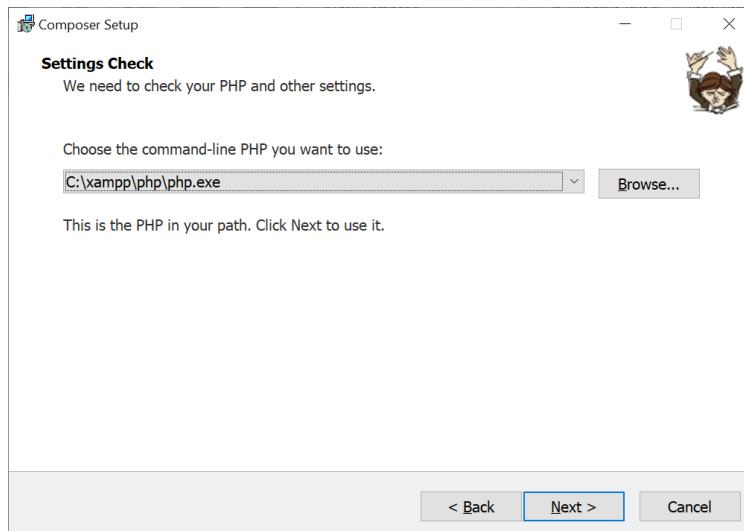 Composer Setup
Settings Check
We need to check your PHP and other settings.
Choose the command-line PHP you want to use:
C:\xampp\php\php.exe
Browse...
This is the PHP in your path. Click Next to use it.
< Back
Next >
Cancel